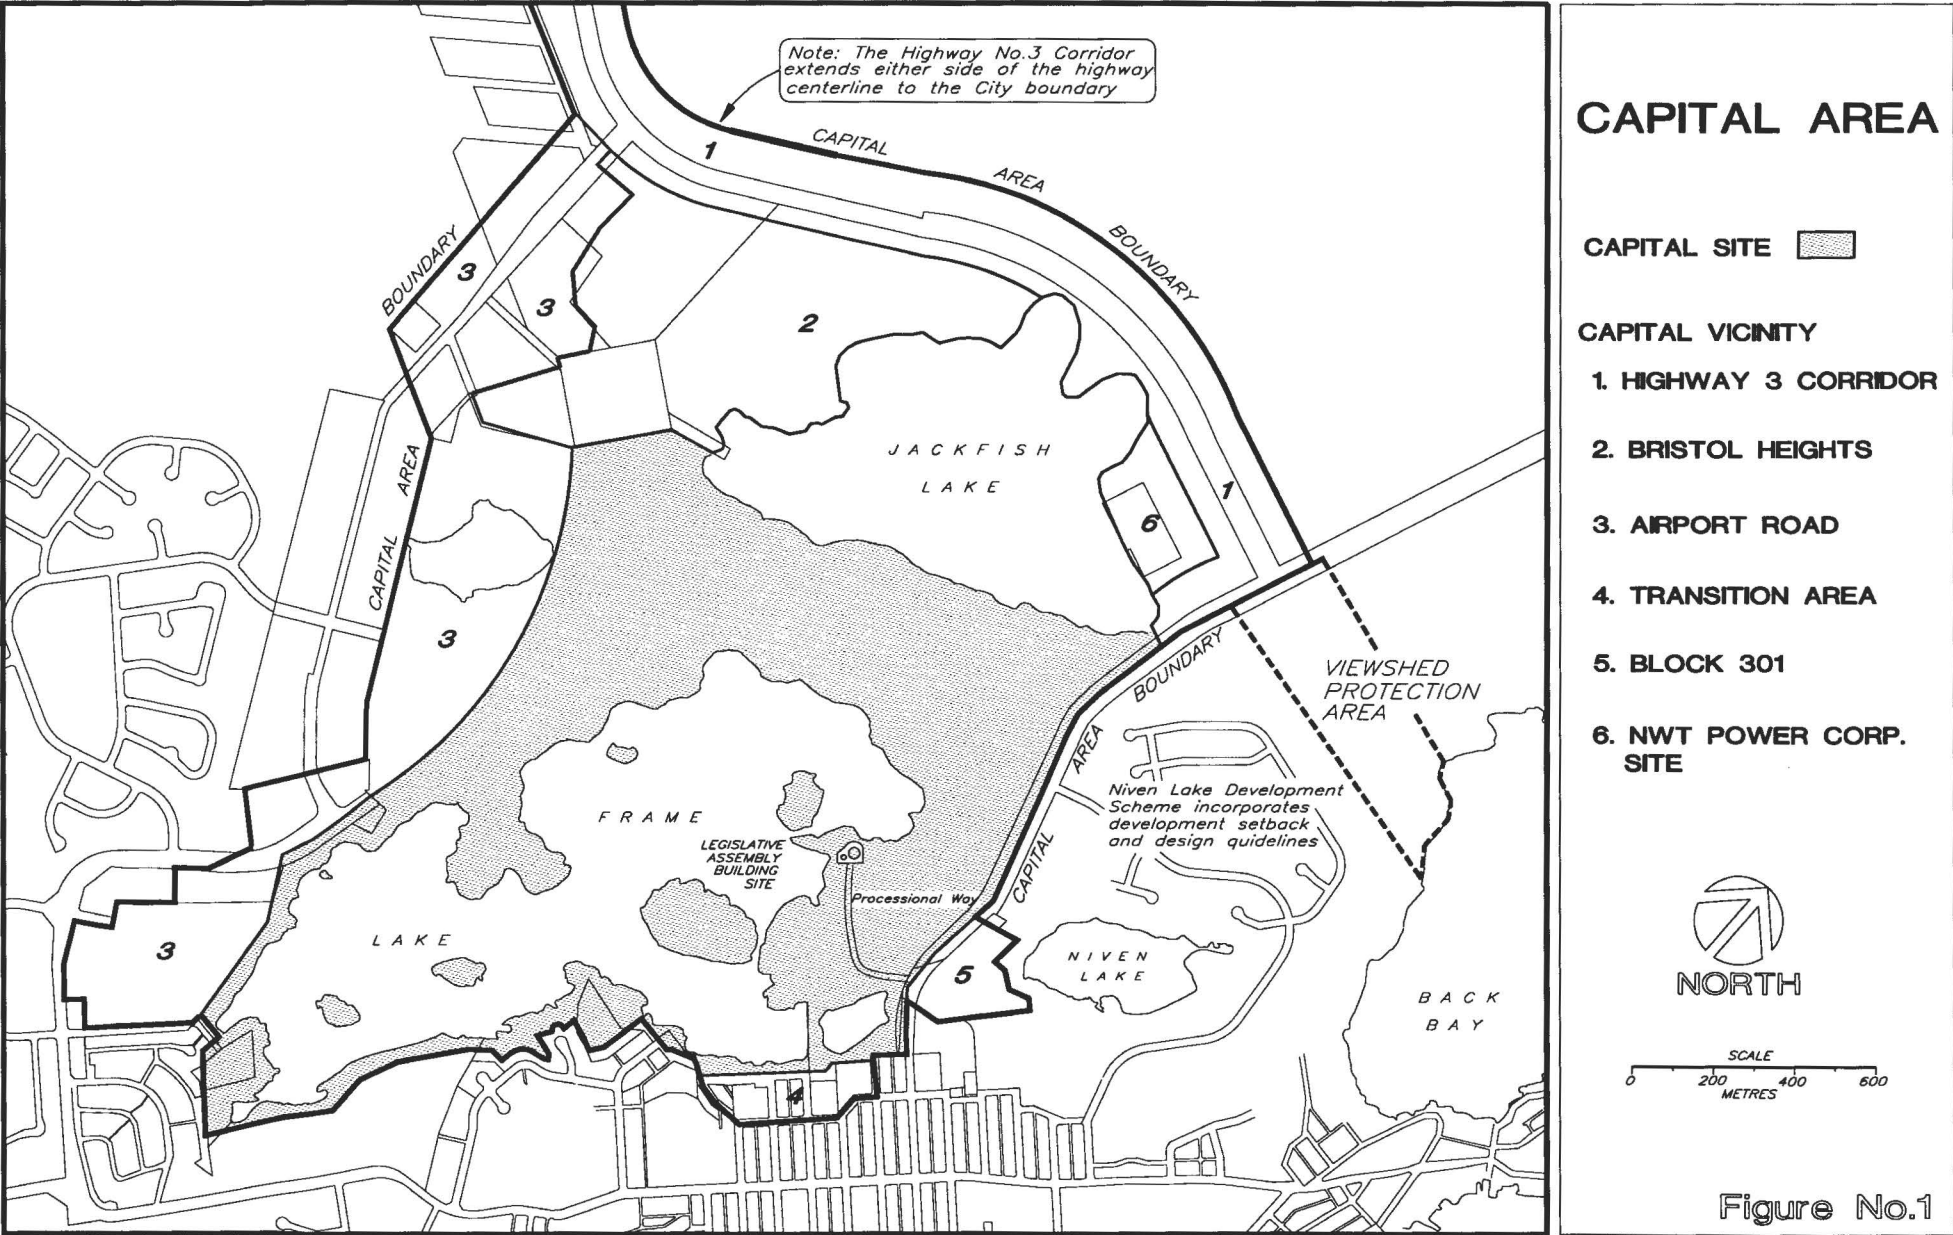 Note: The Highway No.3 Corridor
extends either side of the highway
centerline to the City boundary
CAPITAL
AREA
BOUNDARY
1
BOUNDARY
3
3
2
JACKFISH
LAKE
1
6
AREA
CAPITAL
3
BOUNDARY
AREA
CAPITAL
VIEWSHED
PROTECTION
AREA
Niven Lake Development
Scheme incorporates
development setback
and design guidelines
FRAME
LEGISLATIVE
ASSEMBLY
BUILDING
SITE
Processional Way
LAKE
3
5
NIVEN
LAKE
BACK
BAY
4
CAPITAL AREA
CAPITAL SITE
CAPITAL VICINITY
1. HIGHWAY 3 CORRIDOR
2. BRISTOL HEIGHTS
3. AIRPORT ROAD
4. TRANSITION AREA
5. BLOCK 301
6. NWT POWER CORP.
SITE
NORTH
SCALE
0 200 400 600
METRES
Figure No.1